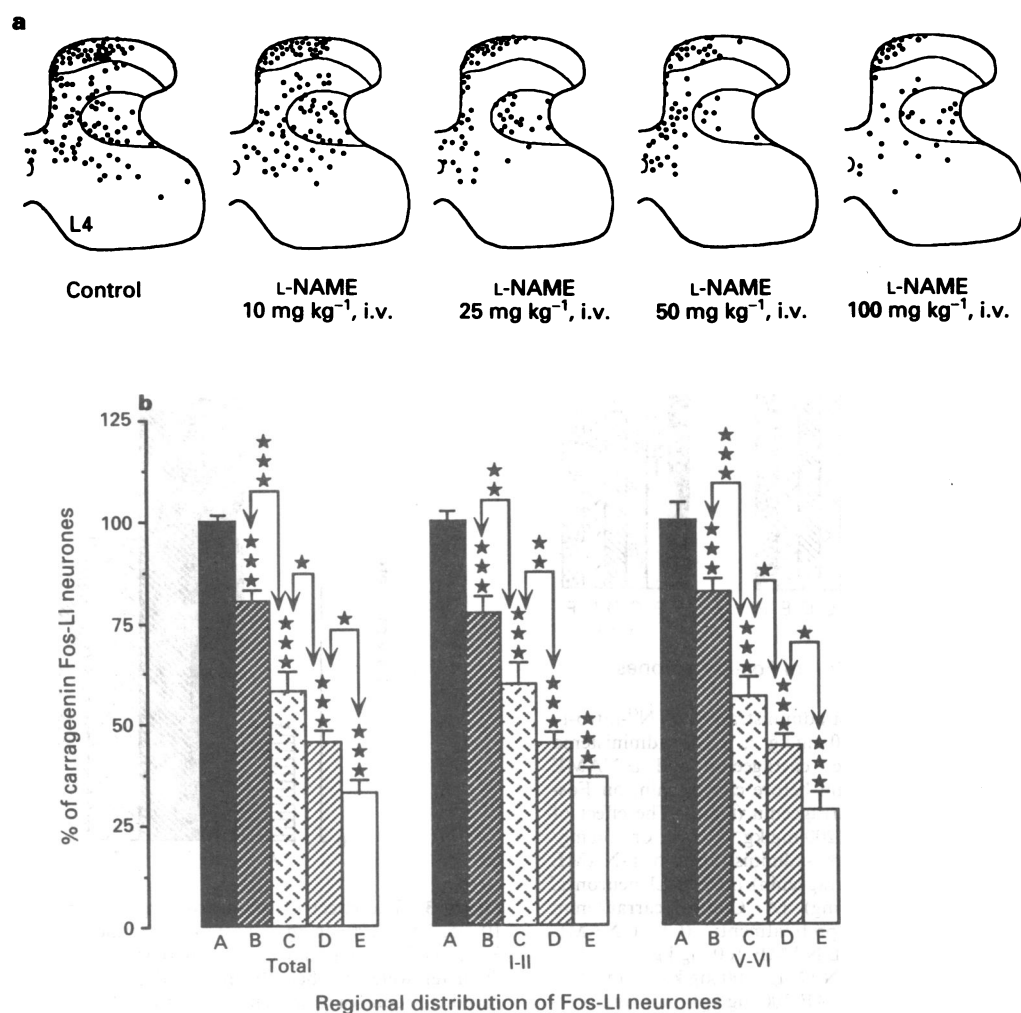 a
L4
Control
L-NAME
10 mg kg⁻¹, i.v.
L-NAME
25 mg kg⁻¹, i.v.
L-NAME
50 mg kg⁻¹, i.v.
L-NAME
100 mg kg⁻¹, i.v.
b
% of carrageenin Fos-LI neurones
125
100
75
50
25
0
A B C D E
Total
A B C D E
I-II
A B C D E
V-VI
Regional distribution of Fos-LI neurones